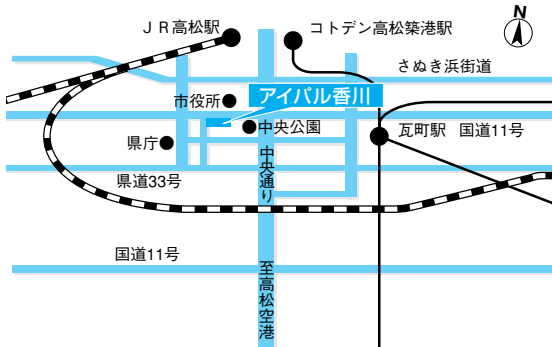 ＪＲ高松駅
コトデン高松築港駅
N
さぬき浜街道
市役所
アイパル香川
中央公園
瓦町駅 国道11号
県庁
県道33号
中央通り
国道11号
至高松空港